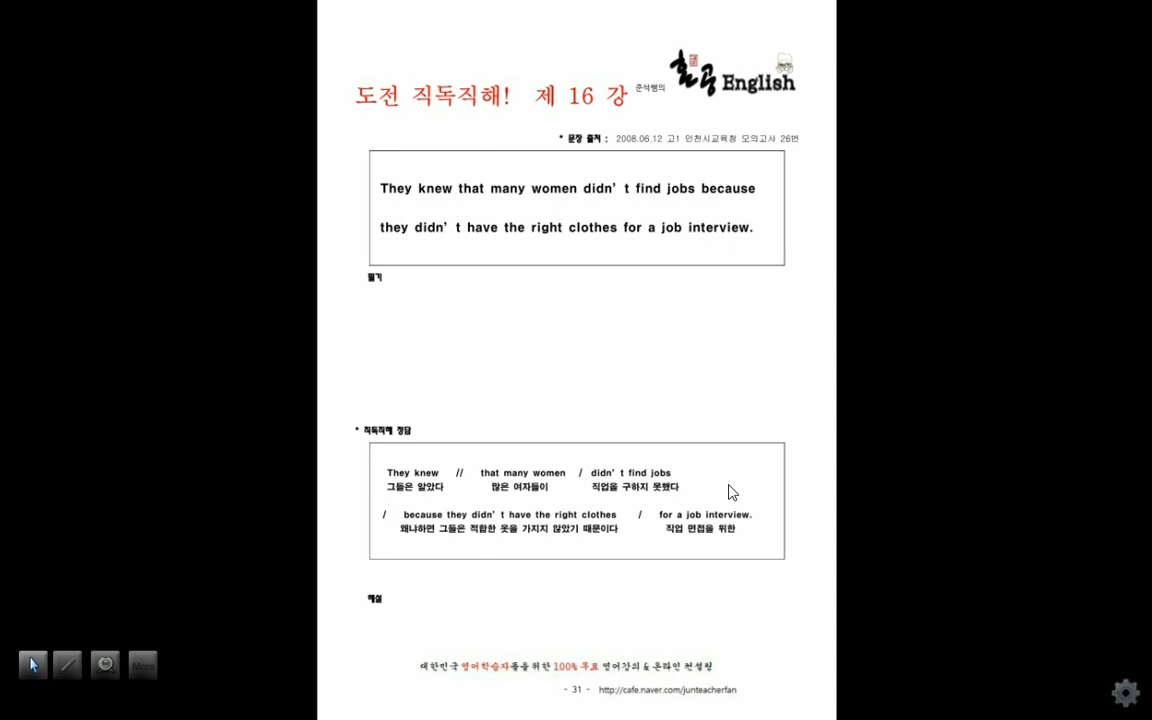 도전 직독직해! 제 16 강
준석쌤의 혼공 English
* 문장 출처 : 2008.06.12 고1 인천시교육청 모의고사 26번
They knew that many women didn't find jobs because
they didn't have the right clothes for a job interview.
필기
* 직독직해 정답
They knew // that many women / didn't find jobs
그들은 알았다 많은 여자들이 직업을 구하지 못했다
/ because they didn't have the right clothes / for a job interview.
왜냐하면 그들은 적합한 옷을 가지지 않았기 때문이다 직업 면접을 위한
해설
대한민국 영어학습자들을 위한 100% 무료 영어강의 & 온라인 컨설팅
- 31 - http://cafe.naver.com/junteacherfan
More